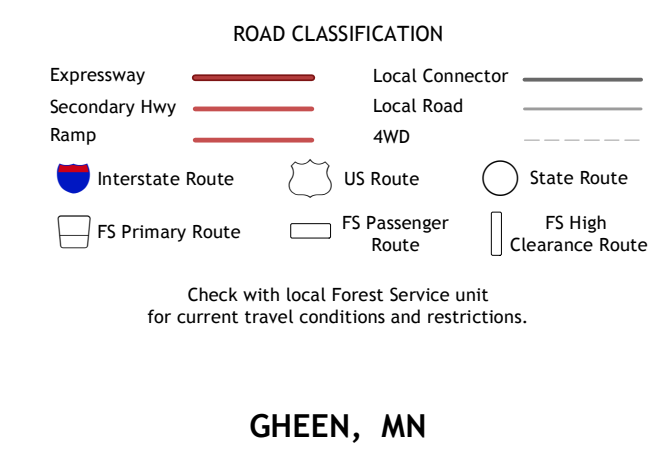 ROAD CLASSIFICATION
Expressway
Local Connector
Secondary Hwy
Local Road
Ramp
4WD
Interstate Route
US Route
State Route
FS Primary Route
FS Passenger
Route
FS High
Clearance Route
Check with local Forest Service unit
for current travel conditions and restrictions.
GHEEN, MN